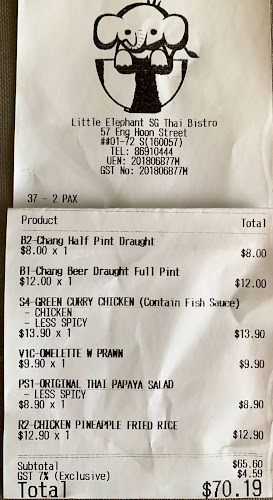 Little Elephant SG Thai Bistro
57 Eng Hoon Street
##01-72 S(160057)
TEL: 86910444
UEN: 201806877M
GST No: 201806877M
37 - 2 PAX
Product Total
B2-Chang Half Pint Draught
$8.00 x 1 $8.00
B1-Chang Beer Draught Full Pint
$12.00 x 1 $12.00
S4-GREEN CURRY CHICKEN (Contain Fish Sauce)
- CHICKEN
- LESS SPICY
$13.90 x 1 $13.90
V1C-OMELETTE W PRAWN
$9.90 x 1 $9.90
PS1-ORIGINAL THAI PAPAYA SALAD
- LESS SPICY
$8.90 x 1 $8.90
R2-CHICKEN PINEAPPLE FRIED RICE
$12.90 x 1 $12.90
Subtotal $65.60
GST 7% (Exclusive) $4.59
Total $70.19